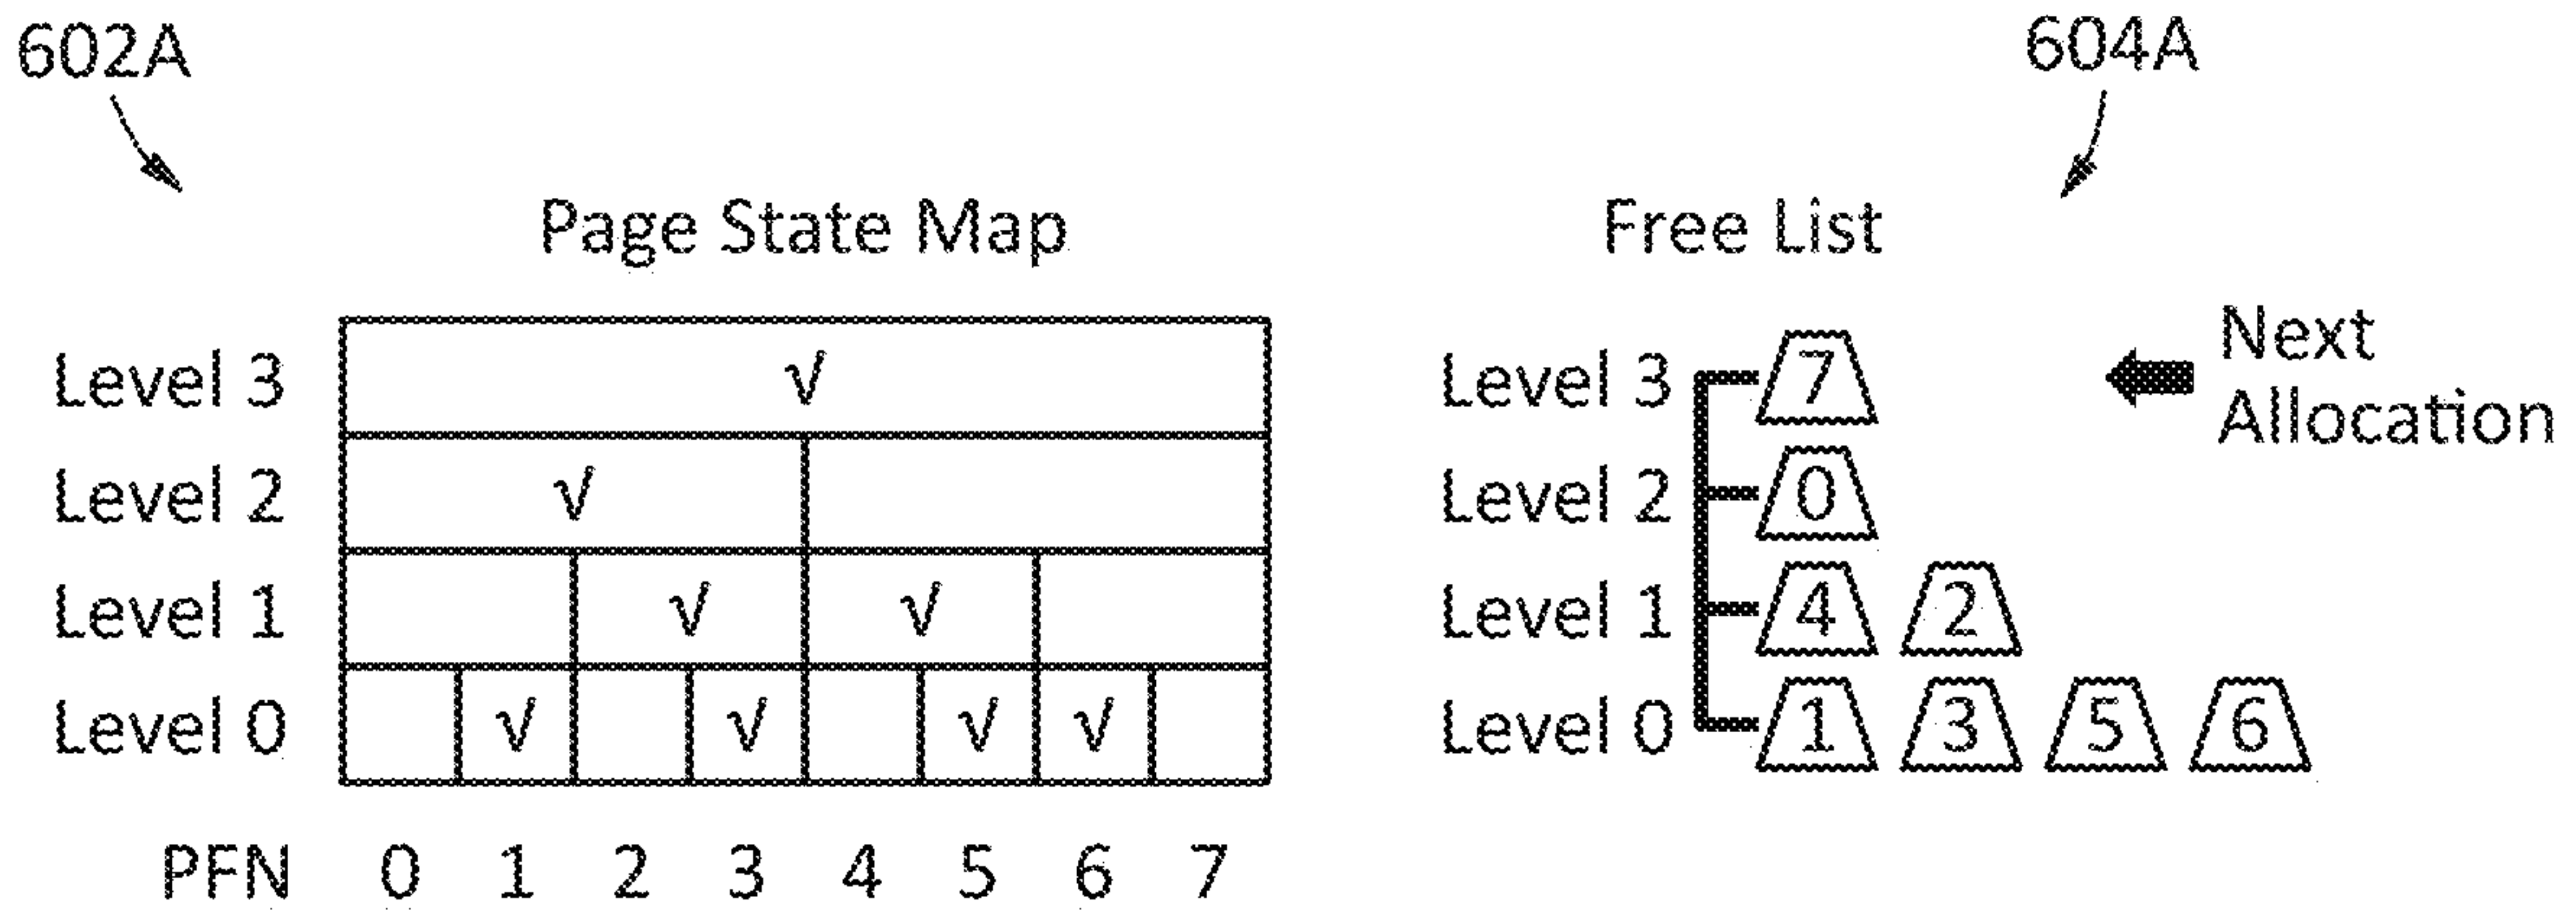 602A 604A
Page State Map Free List
Level 3 √ Level 3 7 Next
Allocation
Level 2 √ Level 2 0
Level 1 √ √ Level 1 4 2
Level 0 √ √ √ √ Level 0 1 3 5 6
PFN 0 1 2 3 4 5 6 7